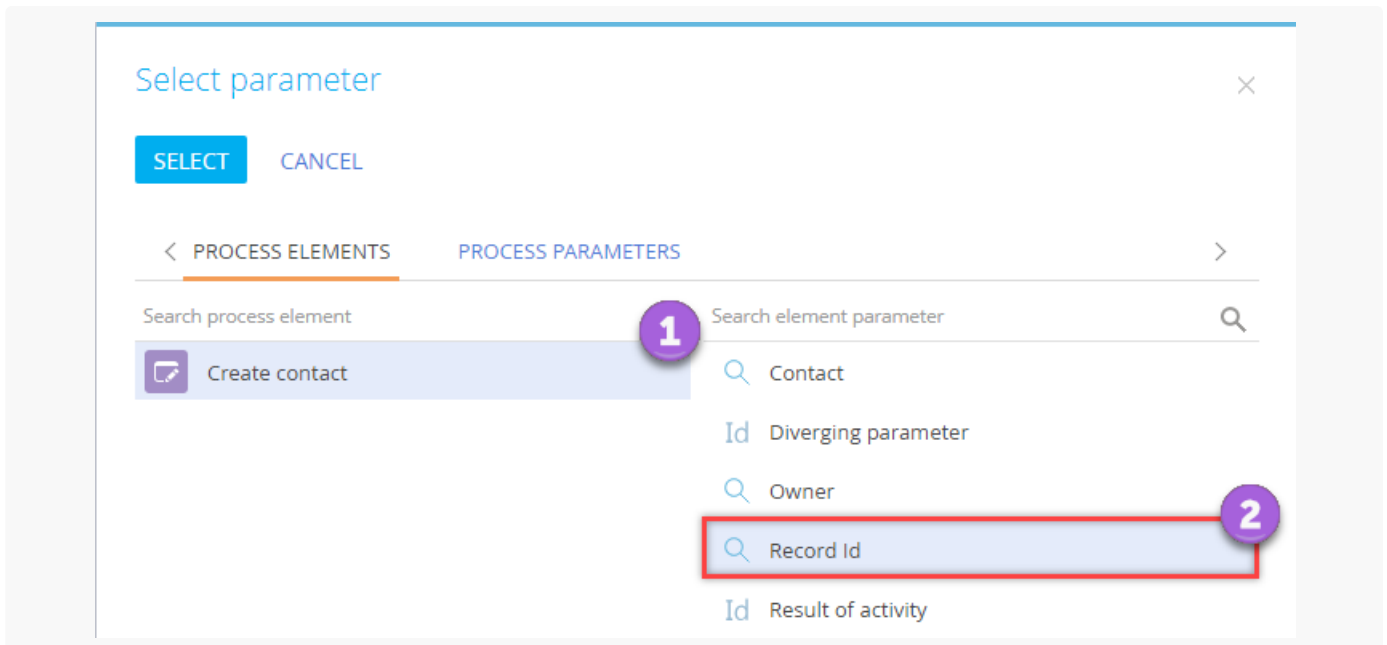 Select parameter
SELECT CANCEL
PROCESS ELEMENTS PROCESS PARAMETERS
Search process element
Search element parameter
1
Create contact
Contact
Id Diverging parameter
Owner
2
Record Id
Id Result of activity